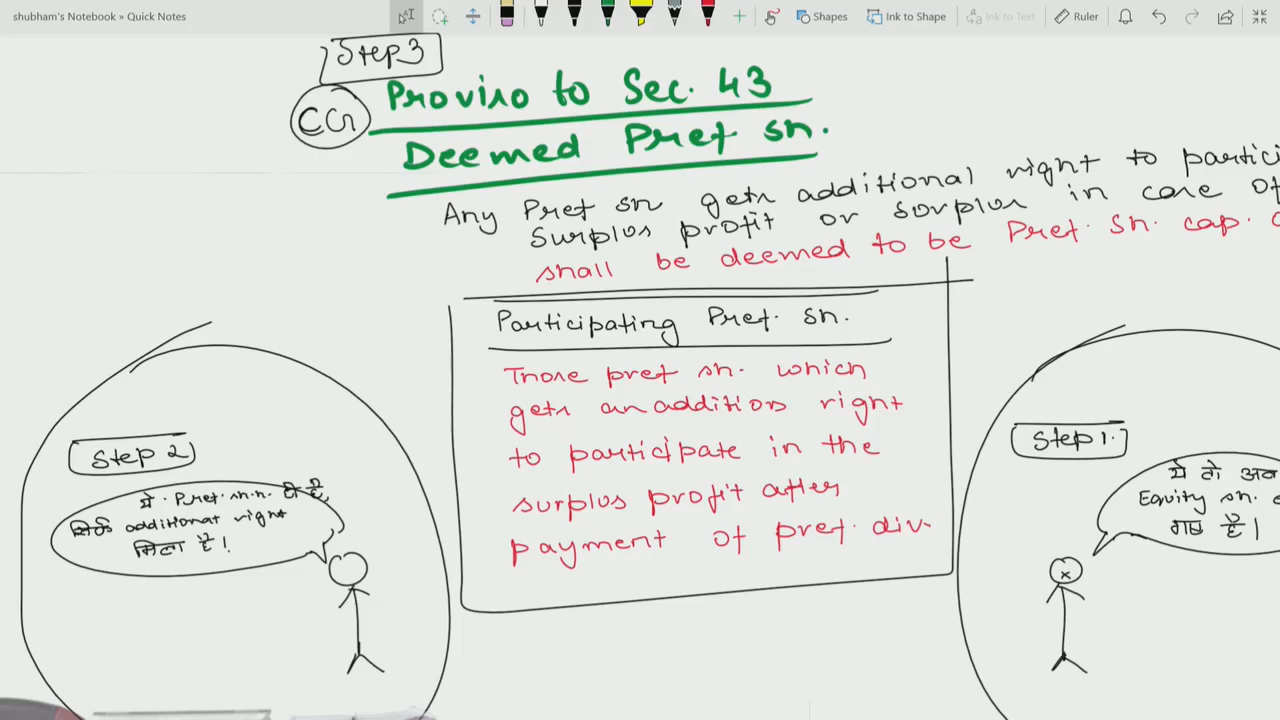 shubham's Notebook » Quick Notes
Shapes
Ink to Shape
Ink to Text
Ruler
Step 3
CG
Proviso to Sec. 43
Deemed Pref sh.
Any Pref sh gets additional right to partici
surplus profit or sorplus in case of
shall be deemed to be Pref. sh. cap.
Participating Pref. sh.
Those pref sh. which
gets an addition right
to participate in the
surplus profit after
payment of pref. div.
Step 2
ये Pref. sh. ही है
जिसे additional right
मिला है!
Step 1.
ये तो अब
Equity sh.
गए है।